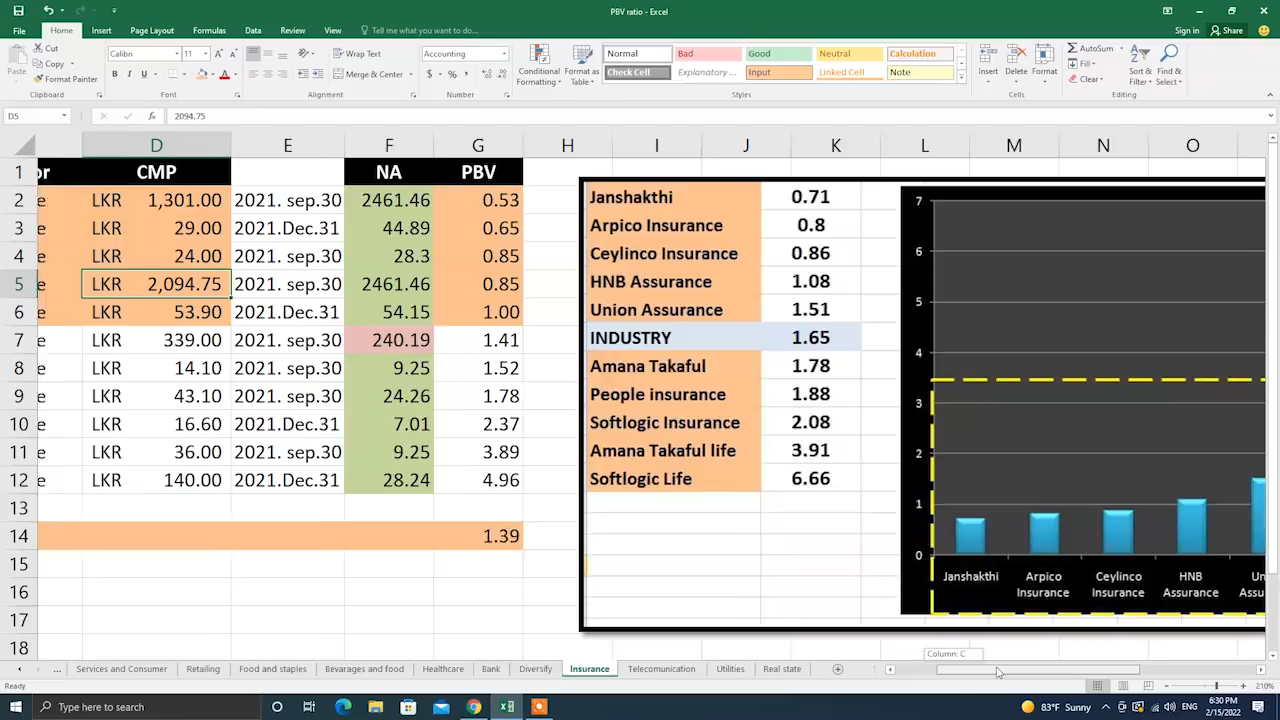 PBV ratio - Excel
Sign in
Share
File
Home
Insert
Page Layout
Formulas
Data
Review
View
Tell me what you want to do...
Paste
Cut
Copy
Format Painter
Clipboard
Calibri
11
B I U
Font
Wrap Text
Merge & Center
Alignment
Accounting
$ % ,
Number
Conditional Formatting
Format as Table
Normal
Bad
Good
Neutral
Calculation
Check Cell
Explanatory ...
Input
Linked Cell
Note
Styles
Insert
Delete
Format
Cells
AutoSum
Fill
Clear
Sort & Filter
Find & Select
Editing
D5
fx
2094.75
D E F G H I J K L M N O
1 or CMP NA PBV
2 e LKR 1,301.00 2021. sep.30 2461.46 0.53
3 e LKR 29.00 2021.Dec.31 44.89 0.65
4 e LKR 24.00 2021. sep.30 28.3 0.85
5 e LKR 2,094.75 2021. sep.30 2461.46 0.85
6 e LKR 53.90 2021.Dec.31 54.15 1.00
7 LKR 339.00 2021. sep.30 240.19 1.41
8 e LKR 14.10 2021. sep.30 9.25 1.52
9 e LKR 43.10 2021. sep.30 24.26 1.78
10 e LKR 16.60 2021.Dec.31 7.01 2.37
11 e LKR 36.00 2021. sep.30 9.25 3.89
12 e LKR 140.00 2021.Dec.31 28.24 4.96
13
14 1.39
15
16
17
18
Janshakthi 0.71
Arpico Insurance 0.8
Ceylinco Insurance 0.86
HNB Assurance 1.08
Union Assurance 1.51
INDUSTRY 1.65
Amana Takaful 1.78
People insurance 1.88
Softlogic Insurance 2.08
Amana Takaful life 3.91
Softlogic Life 6.66
7
6
5
4
3
2
1
0
Janshakthi
Arpico Insurance
Ceylinco Insurance
HNB Assurance
Un
Assu
Column: C
...
Services and Consumer
Retailing
Food and staples
Bevarages and food
Healthcare
Bank
Diversify
Insurance
Telecomunication
Utilities
Real state
Ready
210%
Type here to search
83°F Sunny
6:30 PM
2/15/2022